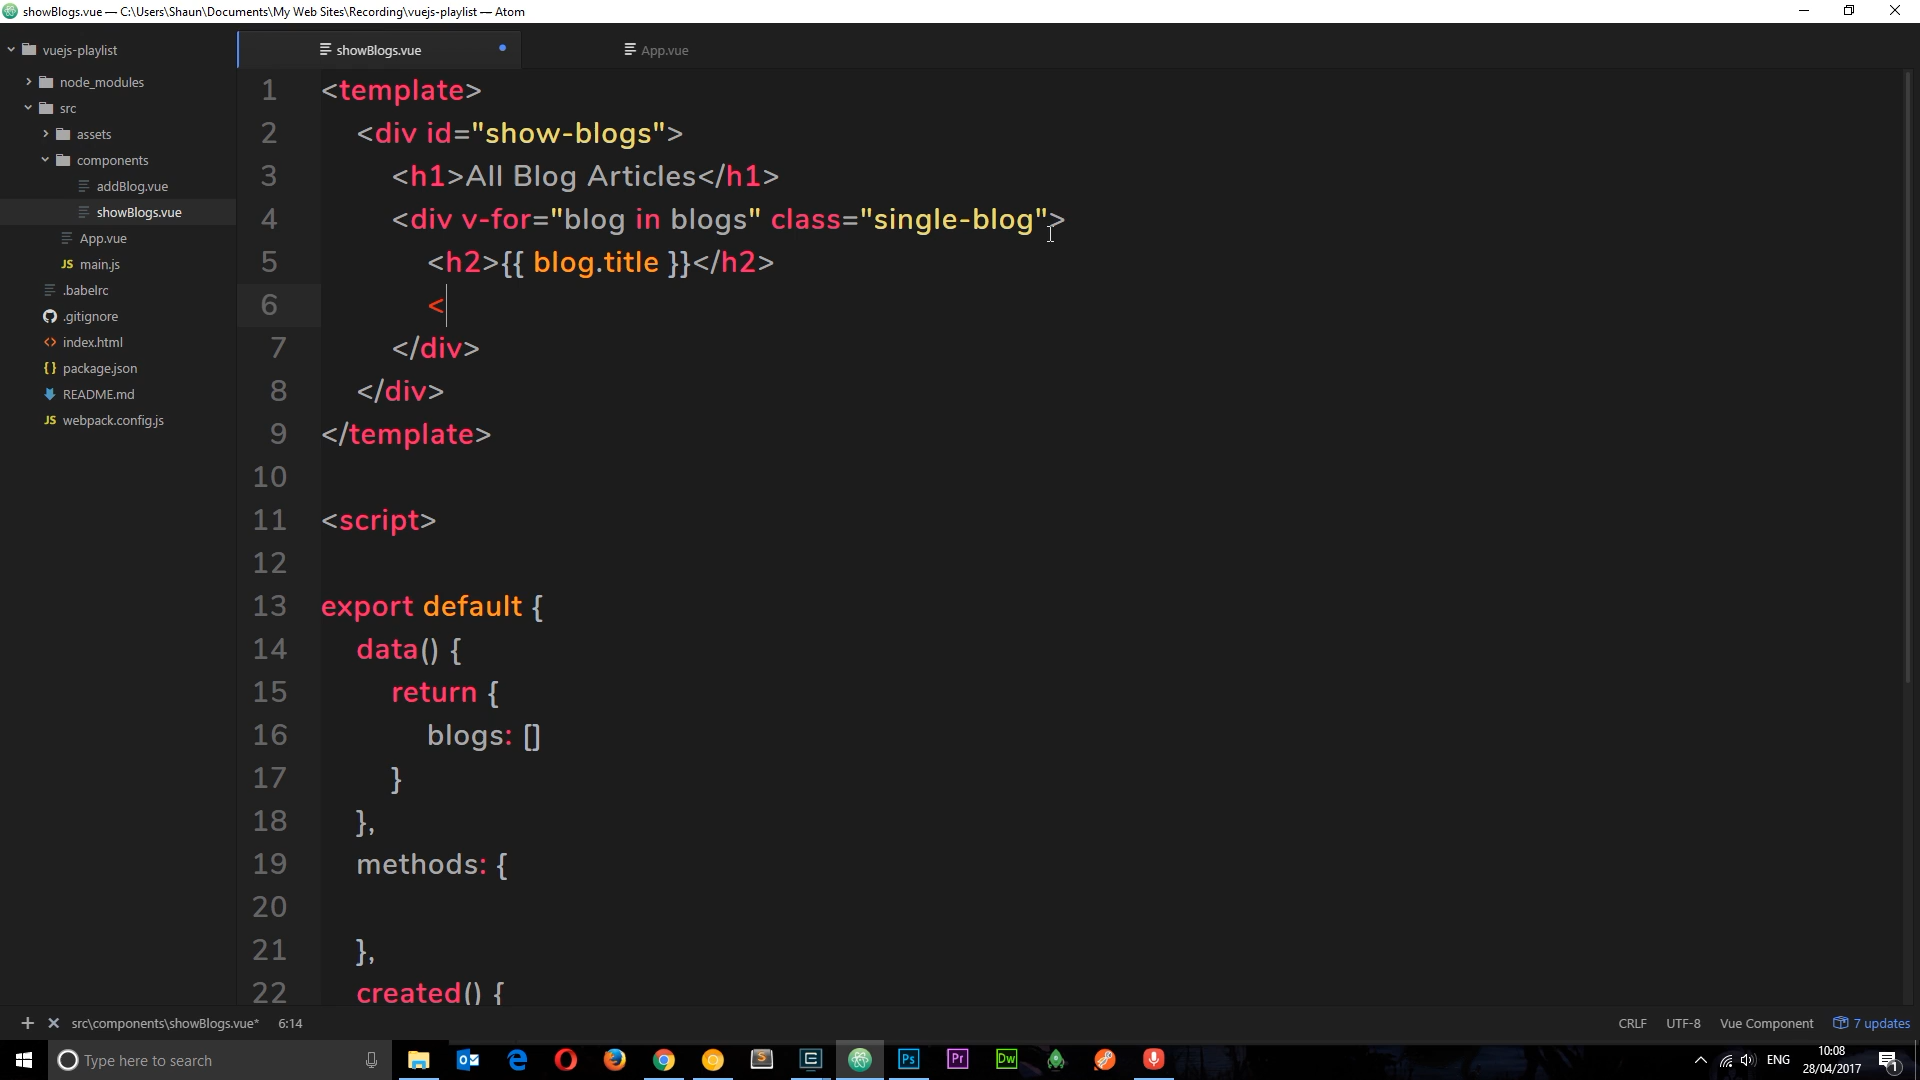 showBlogs.vue — C:\Users\Shaun\Documents\My Web Sites\Recording\vuejs-playlist — Atom
vuejs-playlist
node_modules
src
assets
components
addBlog.vue
showBlogs.vue
App.vue
JS main.js
.babelrc
.gitignore
<> index.html
{} package.json
README.md
JS webpack.config.js
showBlogs.vue
App.vue
1 <template>
2 <div id="show-blogs">
3 <h1>All Blog Articles</h1>
4 <div v-for="blog in blogs" class="single-blog">
5 <h2>{{ blog.title }}</h2>
6 <
7 </div>
8 </div>
9 </template>
10
11 <script>
12
13 export default {
14 data() {
15 return {
16 blogs: []
17 }
18 },
19 methods: {
20
21 },
22 created() {
src\components\showBlogs.vue* 6:14
CRLF UTF-8 Vue Component 7 updates
Type here to search
S
Ps
Pr
Dw
ENG
10:08
28/04/2017
1